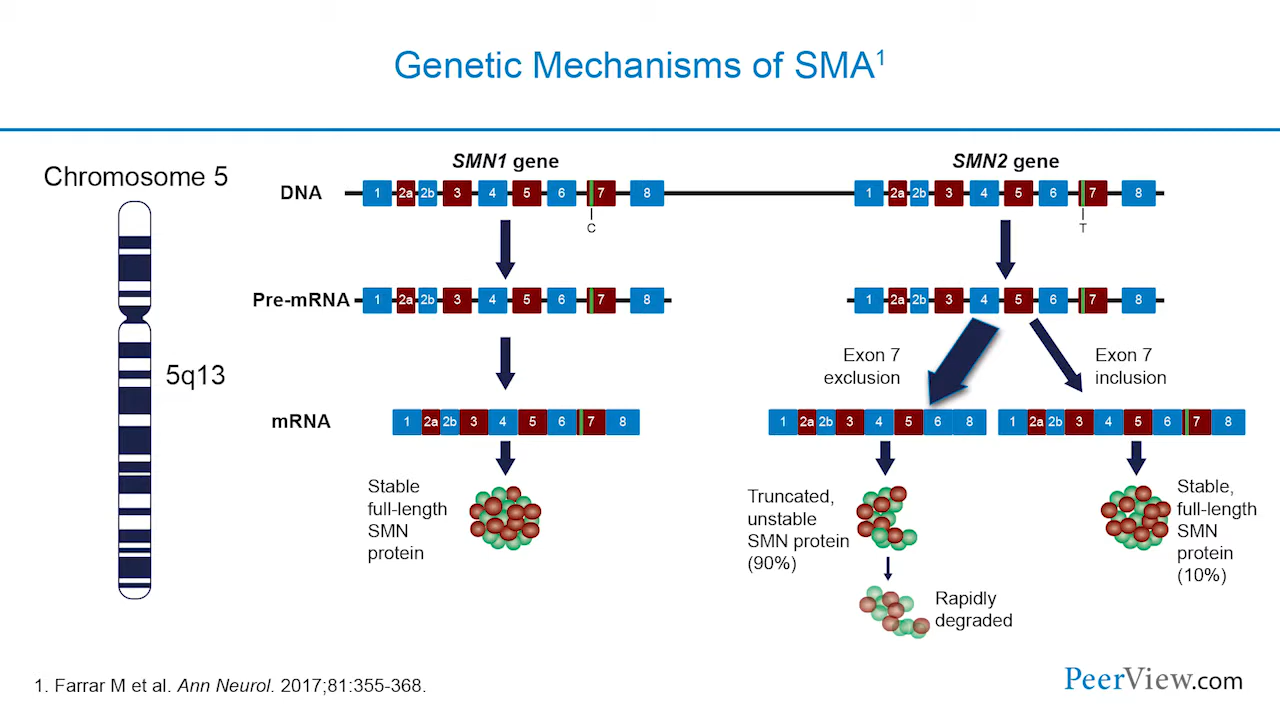 Genetic Mechanisms of SMA1
Chromosome 5
5q13
SMN1 gene
SMN2 gene
DNA
1 2a 2b 3 4 5 6 7 8
C
1 2a 2b 3 4 5 6 7 8
T
Pre-mRNA
1 2a 2b 3 4 5 6 7 8
1 2a 2b 3 4 5 6 7 8
Exon 7
exclusion
Exon 7
inclusion
mRNA
1 2a 2b 3 4 5 6 7 8
1 2a 2b 3 4 5 6 8
1 2a 2b 3 4 5 6 7 8
Stable
full-length
SMN
protein
Truncated,
unstable
SMN protein
(90%)
Rapidly
degraded
Stable,
full-length
SMN
protein
(10%)
1. Farrar M et al. Ann Neurol. 2017;81:355-368.
PeerView.com